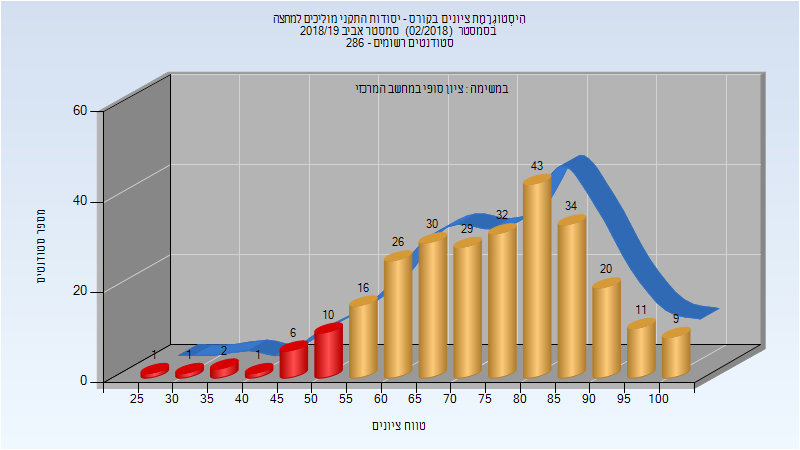 היסטוגרמת ציונים בקורס - יסודות התקני מוליכים למחצה
בסמסטר (02/2018) סמסטר אביב 2018/19
סטודנטים רשומים - 286
במשימה : ציון סופי במחשב המרכזי
60
40
20
0
מספר סטודנטים
1 1 2 1 6 10 16 26 30 29 32 43 34 20 11 9
25 30 35 40 45 50 55 60 65 70 75 80 85 90 95 100
טווח ציונים